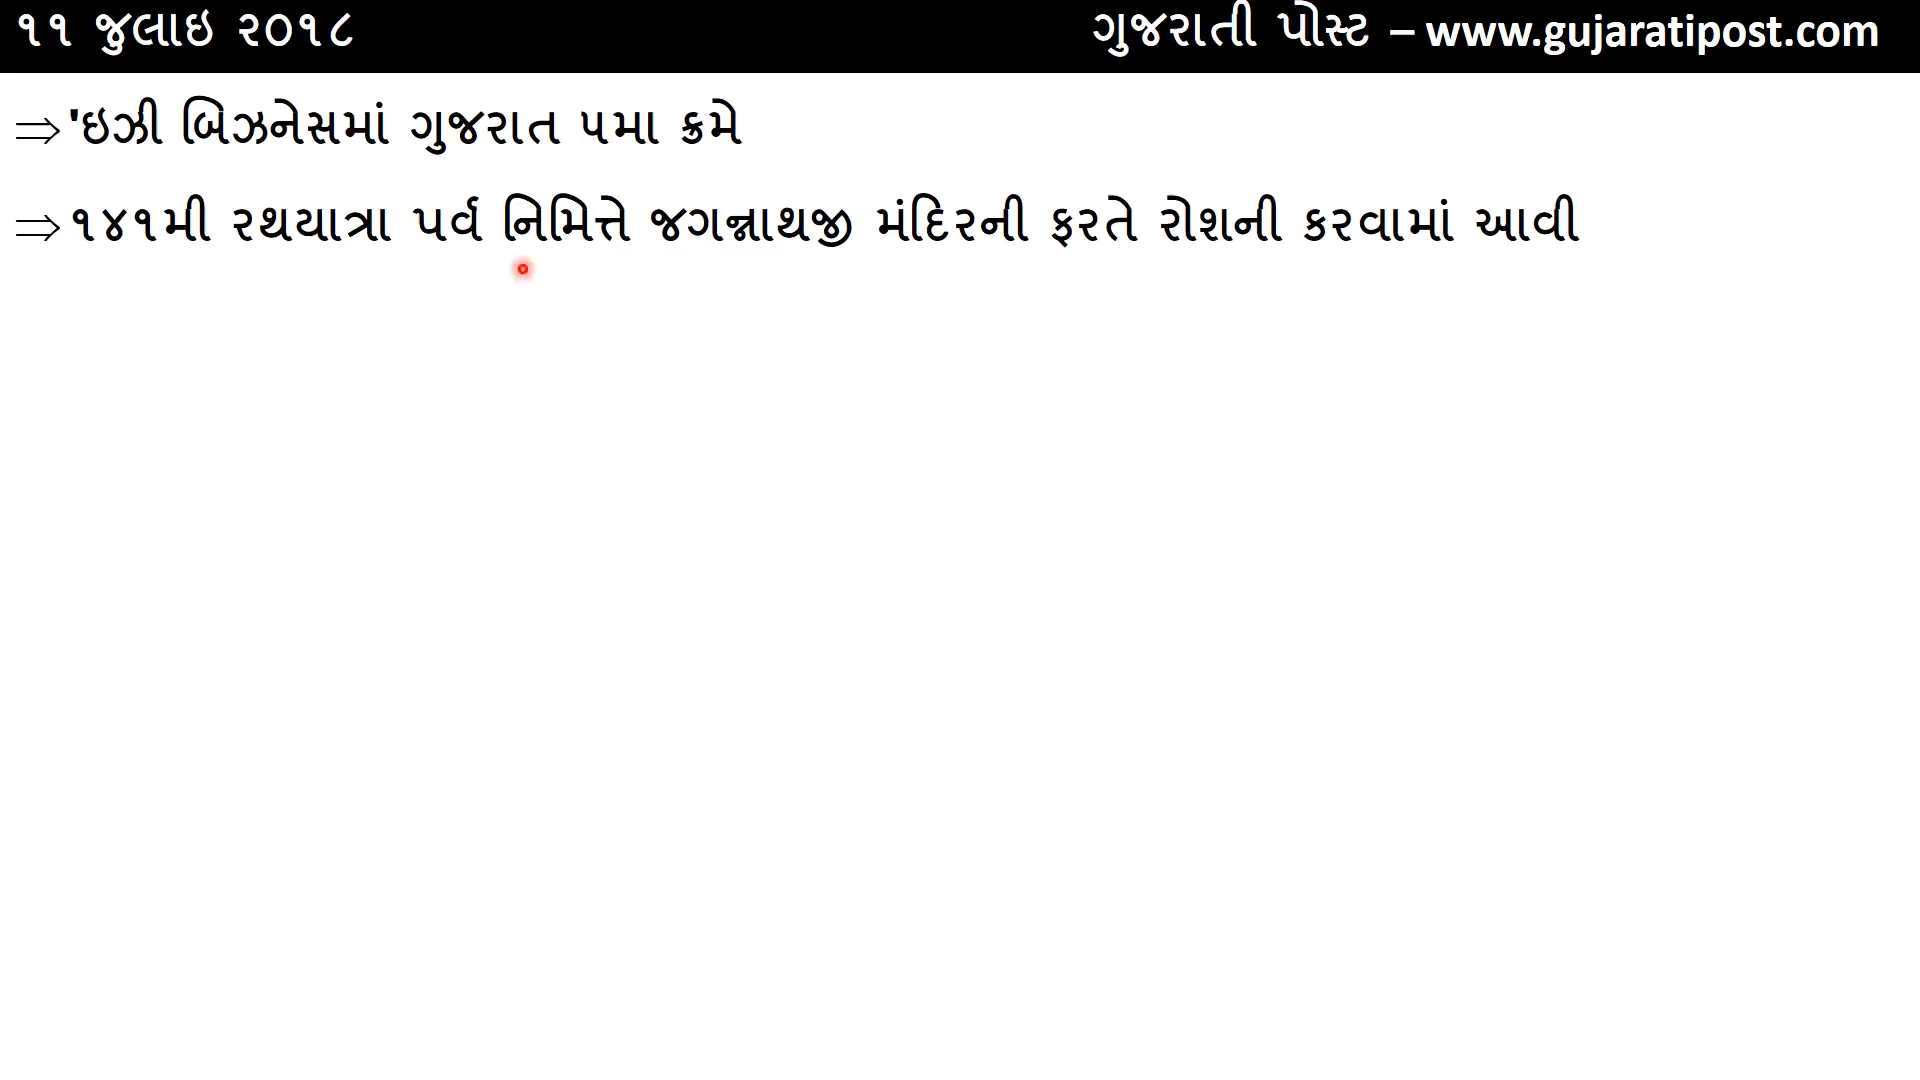 ૧૧ જુલાઇ ૨૦૧૮ ગુજરાતી પોસ્ટ – www.gujaratipost.com
⇒'ઇઝી બિઝનેસમાં ગુજરાત ૫મા ક્રમે
⇒૧૪૧મી રથયાત્રા પર્વ નિમિત્તે જગન્નાથજી મંદિરની ફરતે રોશની કરવામાં આવી